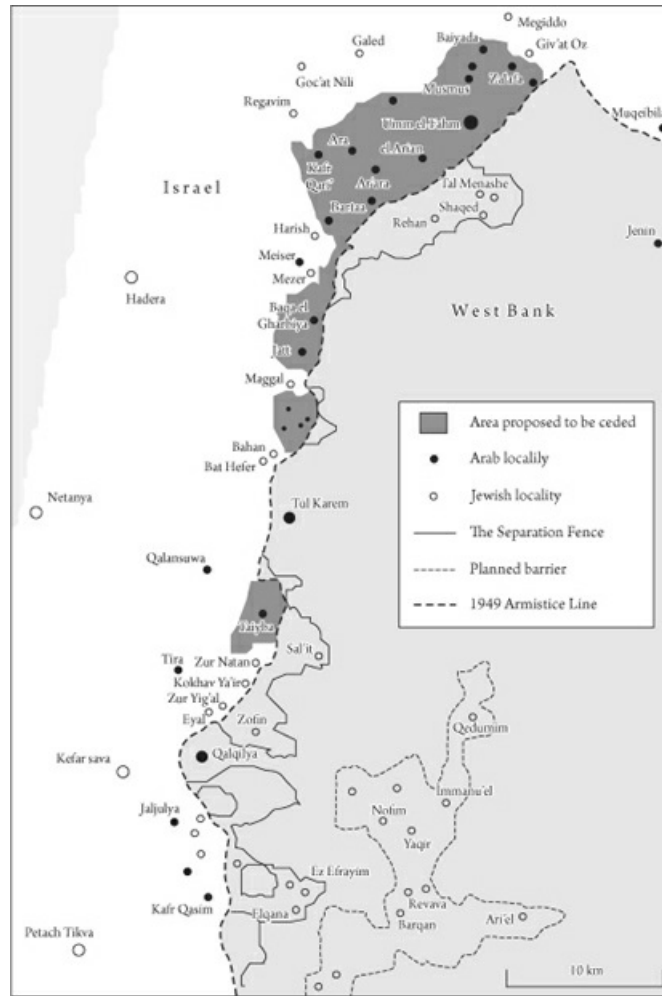 Megiddo
Baiyada
Galed
Giv'at Oz
Goc'at Nili
Musmus
Zalafa
Regavim
Umm el-Fahm
Muqeibila
Ara
el Arian
Kafr
Qari'
Ar'ara
Israel
Tal Menashe
Bartaa
Shaqed
Rehan
Harish
Jenin
Meiser
Mezer
Hadera
West Bank
Baqa el
Gharbiya
Jatt
Maggal
Area proposed to be ceded
Arab locality
Bahan
Bat Hefer
Jewish locality
Netanya
Tul Karem
The Separation Fence
Planned barrier
Qalansuwa
1949 Armistice Line
Taiyba
Sal'it
Tira
Zur Natan
Kokhav Ya'ir
Zur Yig'al
Eyal
Zofin
Qedumim
Qalqilya
Kefar sava
Immanu'el
Jaljulya
Nofim
Yaqir
Ez Efrayim
Revava
Kafr Qasim
Elqana
Barqan
Ari'el
Petach Tikva
10 km